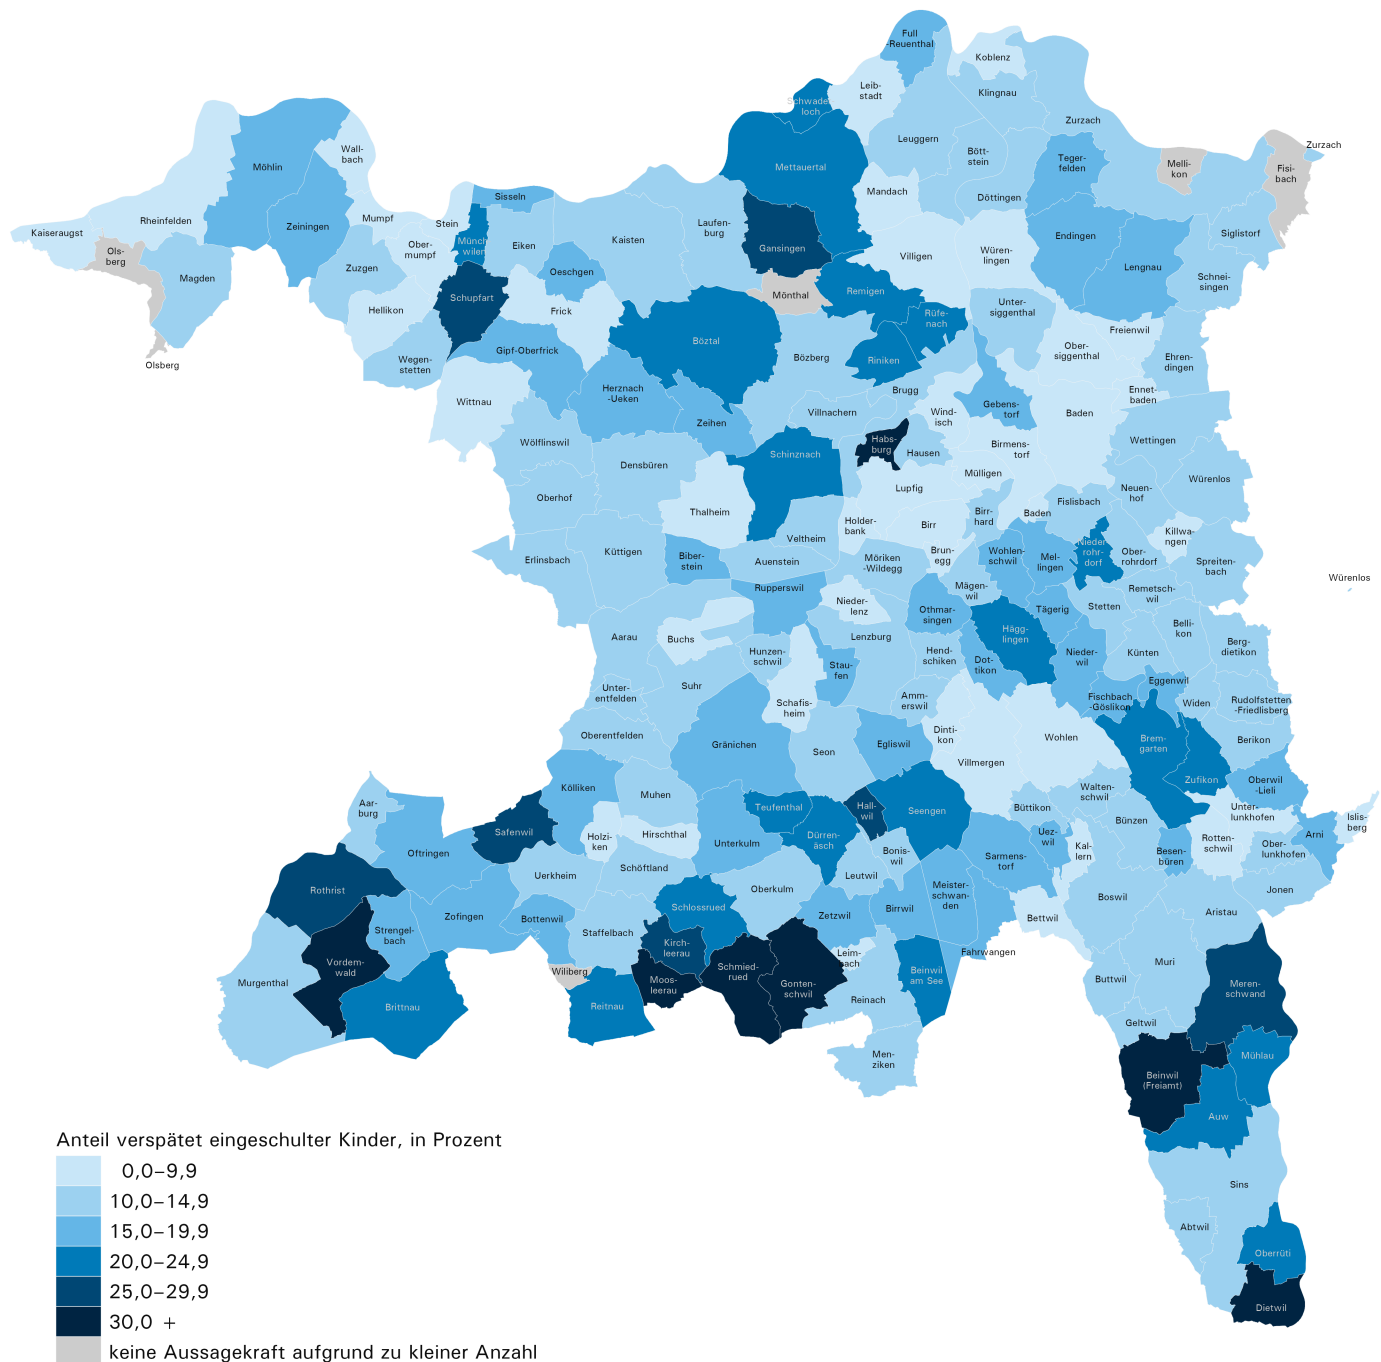 Full
-Reuenthal
Koblenz
Leib-
stadt
Klingnau
Schwader-
loch
Zurzach
Leuggern
Zurzach
Wall-
bach
Bött-
stein
Teger-
felden
Melli-
kon
Fisi-
bach
Möhlin
Mettauertal
Mandach
Döttingen
Sisseln
Rheinfelden
Mumpf
Stein
Kaiseraugst
Zeiningen
Laufen-
burg
Siglistorf
Endingen
Kaisten
Eiken
Münch
wilen
Ober-
mumpf
Gansingen
Villigen
Würen-
lingen
Ols-
berg
Zuzgen
Oeschgen
Lengnau
Magden
Schnei-
singen
Mönthal
Remigen
Schupfart
Hellikon
Frick
Unter-
siggenthal
Rüfe-
nach
Freienwil
Böztal
Gipf-Oberfrick
Ober-
siggenthal
Bözberg
Riniken
Ehren-
dingen
Olsberg
Wegen-
stetten
Herznach
-Ueken
Brugg
Ennet-
baden
Wittnau
Gebens-
torf
Villnachern
Wind-
isch
Baden
Zeihen
Wölflinswil
Habs-
burg
Hausen
Birmens-
torf
Wettingen
Schinznach
Densbüren
Mülligen
Würenlos
Oberhof
Lupfig
Neuen-
hof
Fislisbach
Thalheim
Birr-
hard
Baden
Holder-
bank
Birr
Killwa-
ngen
Veltheim
Küttigen
Erlinsbach
Biber-
stein
Auenstein
Möriken
-Wildegg
Brun-
egg
Wohlen-
schwil
Mel-
lingen
Nieder
rohr-
dorf
Ober-
rohrdorf
Spreiten-
bach
Würenlos
Rupperswil
Mägen-
wil
Remetsch-
wil
Nieder-
lenz
Othmar-
singen
Tägerig
Stetten
Aarau
Buchs
Lenzburg
Hägg-
lingen
Belli-
kon
Berg-
dietikon
Hunzen-
schwil
Hend-
schiken
Dot-
tikon
Nieder-
wil
Künten
Stau-
fen
Eggenwil
Unter-
entfelden
Suhr
Schafis-
heim
Amm-
erswil
Fischbach
-Göslikon
Widen
Rudolfstetten
-Friedlisberg
Oberentfelden
Gränichen
Seon
Egliswil
Dinti-
kon
Wohlen
Brem-
garten
Berikon
Villmergen
Zufikon
Oberwil
-Lieli
Kölliken
Muhen
Walten-
schwil
Aar-
burg
Teufenthal
Hall-
wil
Seengen
Büttikon
Bünzen
Unter-
lunkhofen
Islis-
berg
Safenwil
Holzi-
ken
Hirschthal
Unterkulm
Dürren-
äsch
Uez-
wil
Kal-
lern
Rotten-
schwil
Arni
Oftringen
Bonis-
wil
Sarmens-
torf
Besen-
büren
Ober-
lunkhofen
Schöftland
Uerkheim
Leutwil
Rothrist
Oberkulm
Meister-
schwan-
den
Boswil
Jonen
Schlossrued
Birrwil
Zetzwil
Aristau
Zofingen
Bottenwil
Bettwil
Strengel-
bach
Staffelbach
Kirch-
leerau
Leim-
bach
Fahrwangen
Muri
Vordem-
wald
Wiliberg
Schmied-
rued
Beinwil
am See
Murgenthal
Moos-
leerau
Gonten-
schwil
Buttwil
Meren-
schwand
Brittnau
Reitnau
Reinach
Geltwil
Men-
ziken
Mühlau
Beinwil
(Freiamt)
Auw
Anteil verspätet eingeschulter Kinder, in Prozent
0,0–9,9
10,0–14,9
15,0–19,9
20,0–24,9
25,0–29,9
30,0 +
keine Aussagekraft aufgrund zu kleiner Anzahl
Sins
Abtwil
Oberrüti
Dietwil